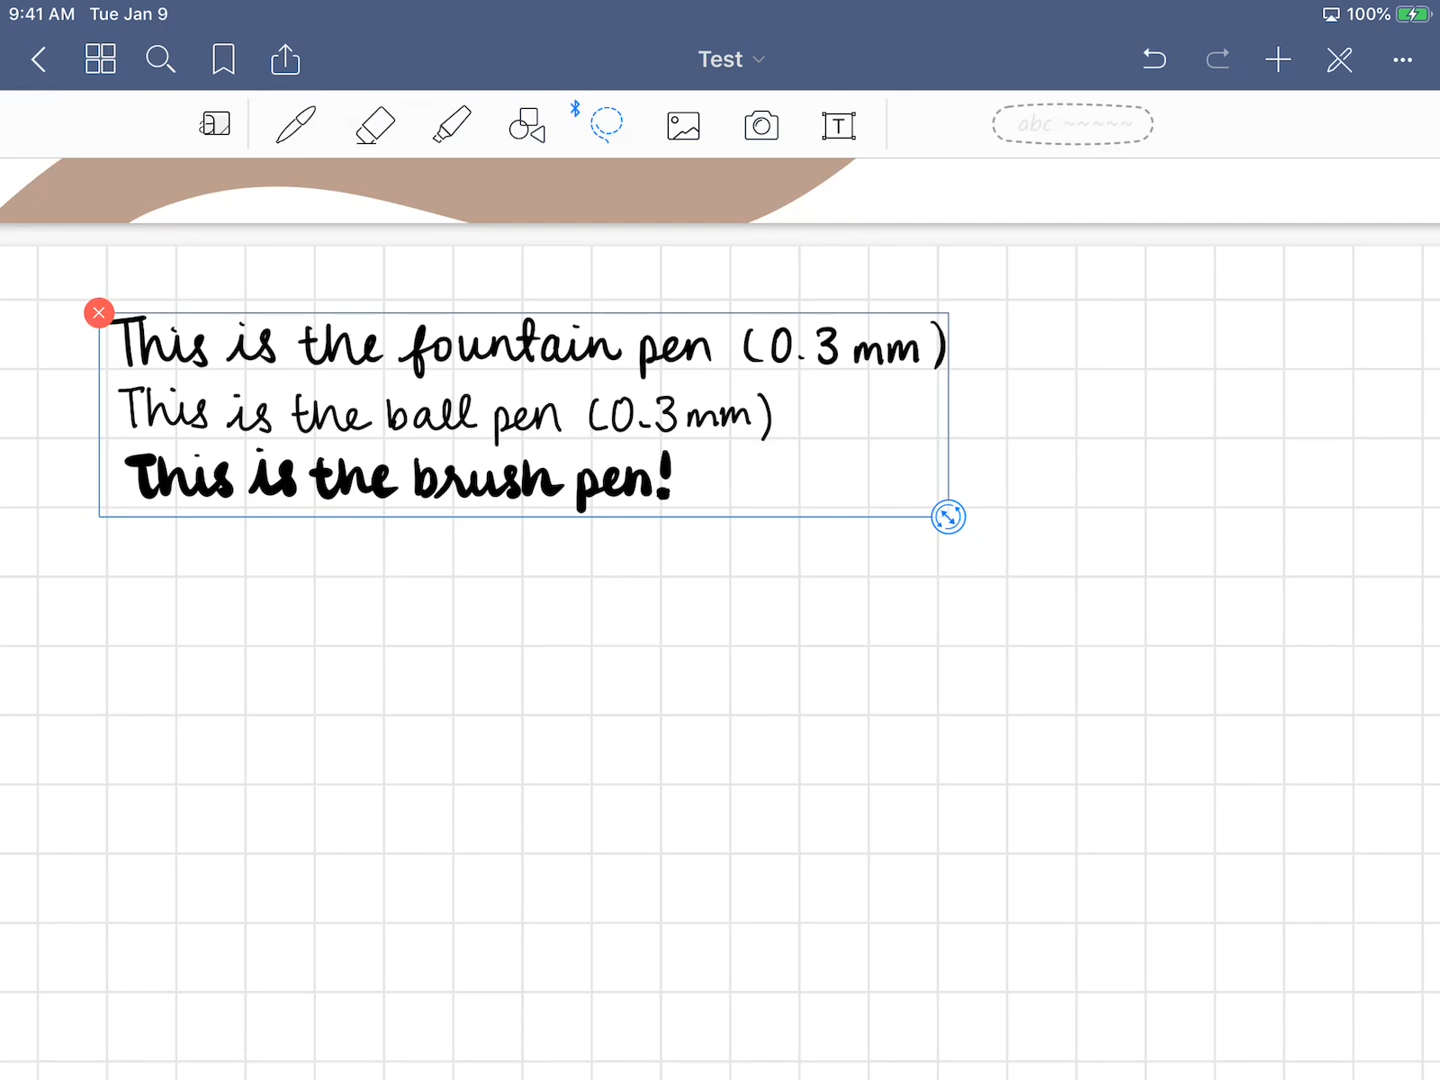 9:41 AM Tue Jan 9 100%
Test
abc
This is the fountain pen (0.3 mm)
This is the ball pen (0.3 mm)
This is the brush pen!